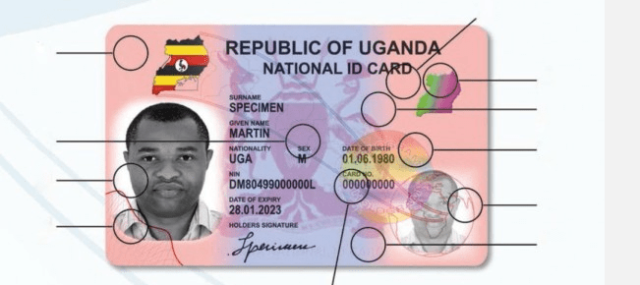 REPUBLIC OF UGANDA
NATIONAL ID CARD
SURNAME
SPECIMEN
GIVEN NAME
MARTIN
NATIONALITY SEX DATE OF BIRTH
UGA M 01.06.1980
NIN CARD NO.
DM80499000000L 000000000
DATE OF EXPIRY
28.01.2023
HOLDERS SIGNATURE
Specimen